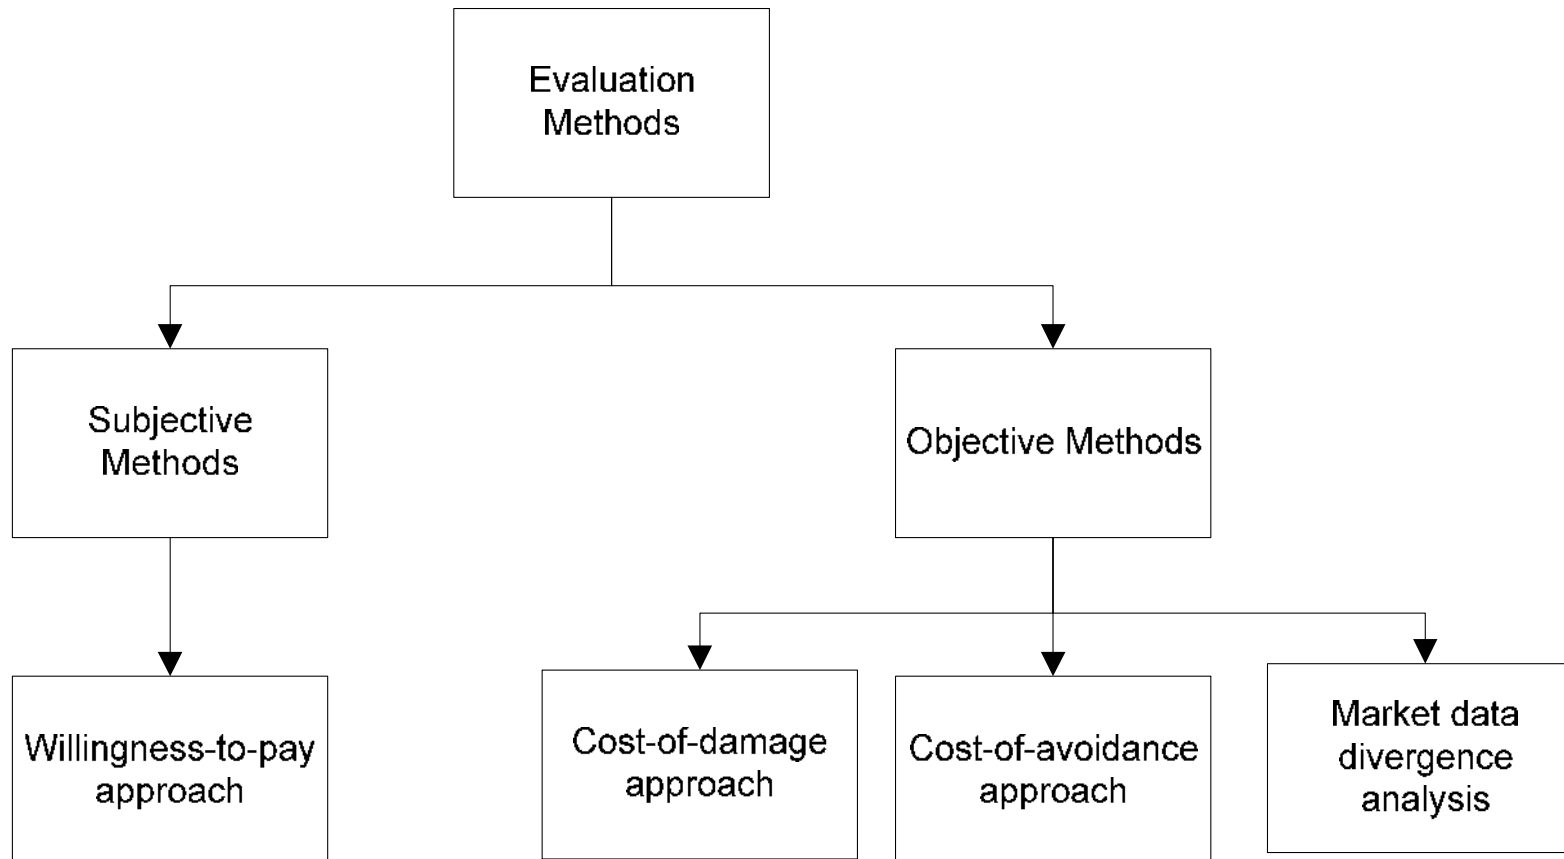 Evaluation
Methods
Subjective
Methods
Objective Methods
Willingness-to-pay
approach
Cost-of-damage
approach
Cost-of-avoidance
approach
Market data
divergence
analysis